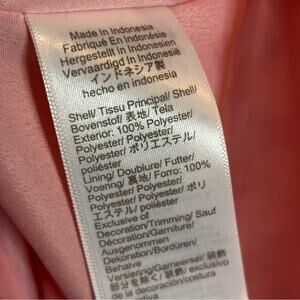 Made In Indonesia
Fabriqué En Indonésie
Hergestellt In Indonesien
Vervaardigd In Indonesië
インドネシア製
hecho en indonesia
Shell/ Tissu Principal/ Shell/
Bovenstof/ 表地/ Tela
Exterior: 100% Polyester/
Polyester/ Polyester/
Polyester/ ポリエステル/
poliéster
Lining/ Doublure/ Futter/
Voering/ 裏地/ Forro: 100%
Polyester/ Polyester/
Polyester/ Polyester/ ポリ
エステル/ poliéster
Exclusive of
Decoration/Trimming/ Sauf
Décoration/Garniture/
Ausgenommen
Dekoration/Bordüren/
Behalve
Versiering/Garneersel/ 装飾
部分を除く/ 装飾/ exclusivo
de la decoración/costura